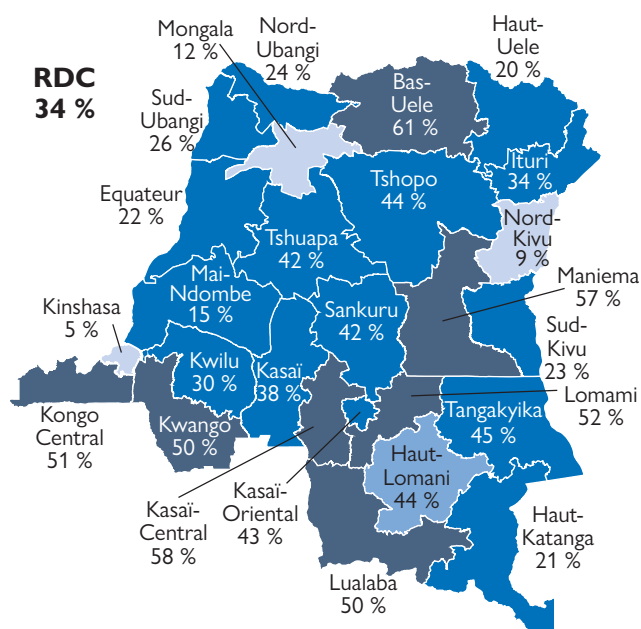 RDC
34 %
Mongala
12 %
Nord-
Ubangi
24 %
Bas-
Uele
61 %
Haut-
Uele
20 %
Sud-
Ubangi
26 %
Ituri
34 %
Equateur
22 %
Tshopo
44 %
Nord-
Kivu
9 %
Tshuapa
42 %
Maniema
57 %
Mai-
Ndombe
15 %
Sankuru
42 %
Kinshasa
5 %
Sud-
Kivu
23 %
Kwilu
30 %
Kasaï
38 %
Lomami
52 %
Kongo
Central
51 %
Kwango
50 %
Tangakyika
45 %
Haut-
Lomani
44 %
Kasaï-
Central
58 %
Kasaï-
Oriental
43 %
Haut-
Katanga
21 %
Lualaba
50 %